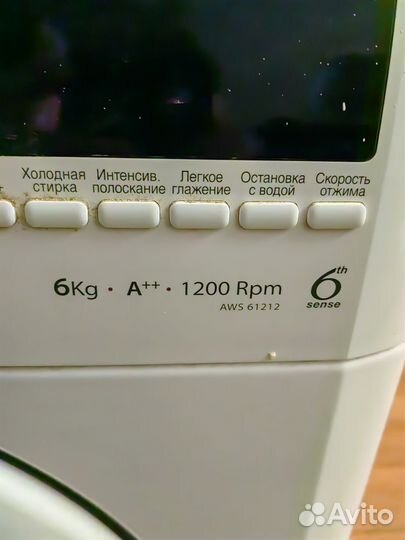 Холодная стирка
Интенсив. полоскание
Легкое глажение
Остановка с водой
Скорость отжима
6Kg · A++ · 1200 Rpm
AWS 61212
6th sense
Avito